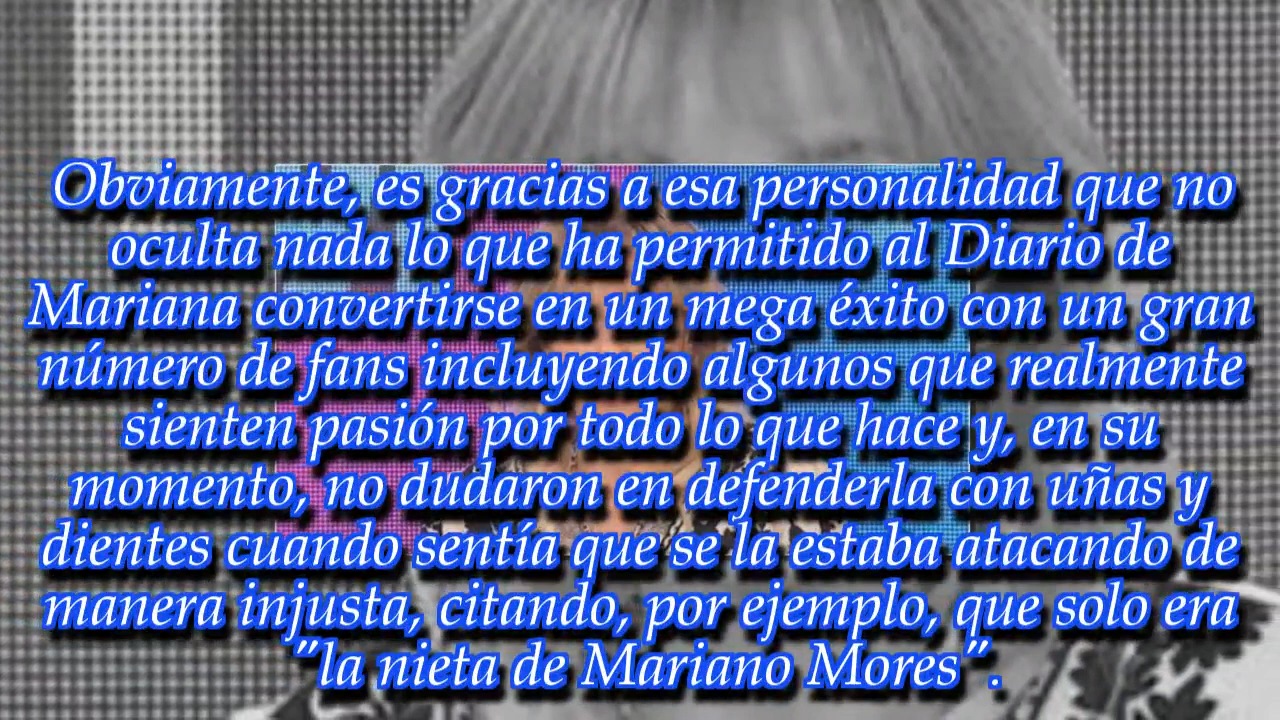 Obviamente, es gracias a esa personalidad que no
oculta nada lo que ha permitido al Diario de
Mariana convertirse en un mega éxito con un gran
número de fans incluyendo algunos que realmente
sienten pasión por todo lo que hace y, en su
momento, no dudaron en defenderla con uñas y
dientes cuando sentía que se la estaba atacando de
manera injusta, citando, por ejemplo, que solo era
"la nieta de Mariano Mores".